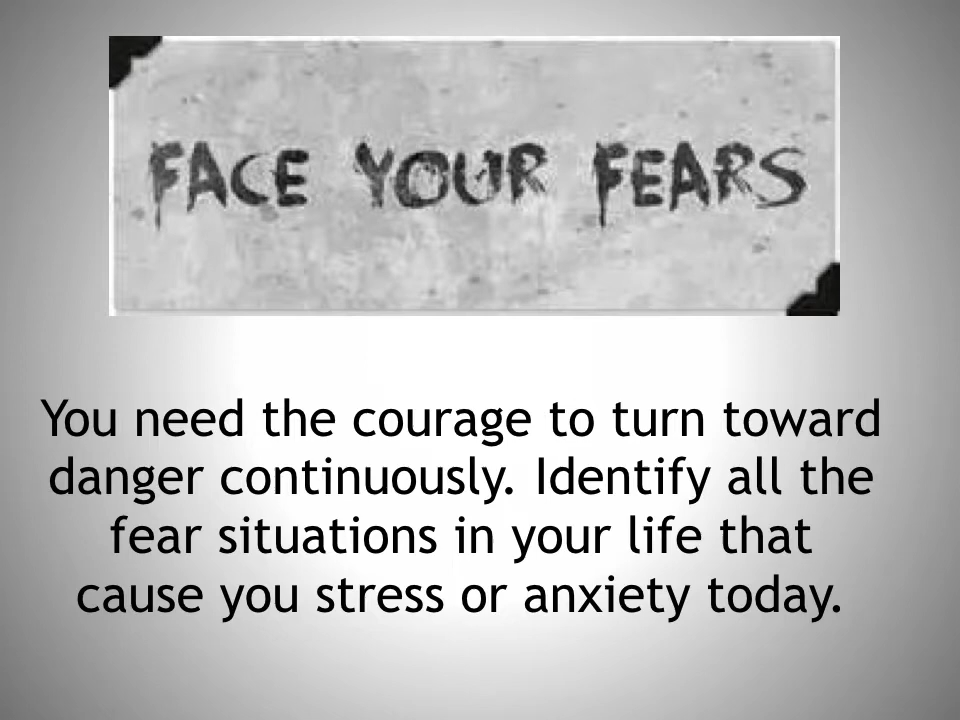 FACE YOUR FEARS
You need the courage to turn toward
danger continuously. Identify all the
fear situations in your life that
cause you stress or anxiety today.